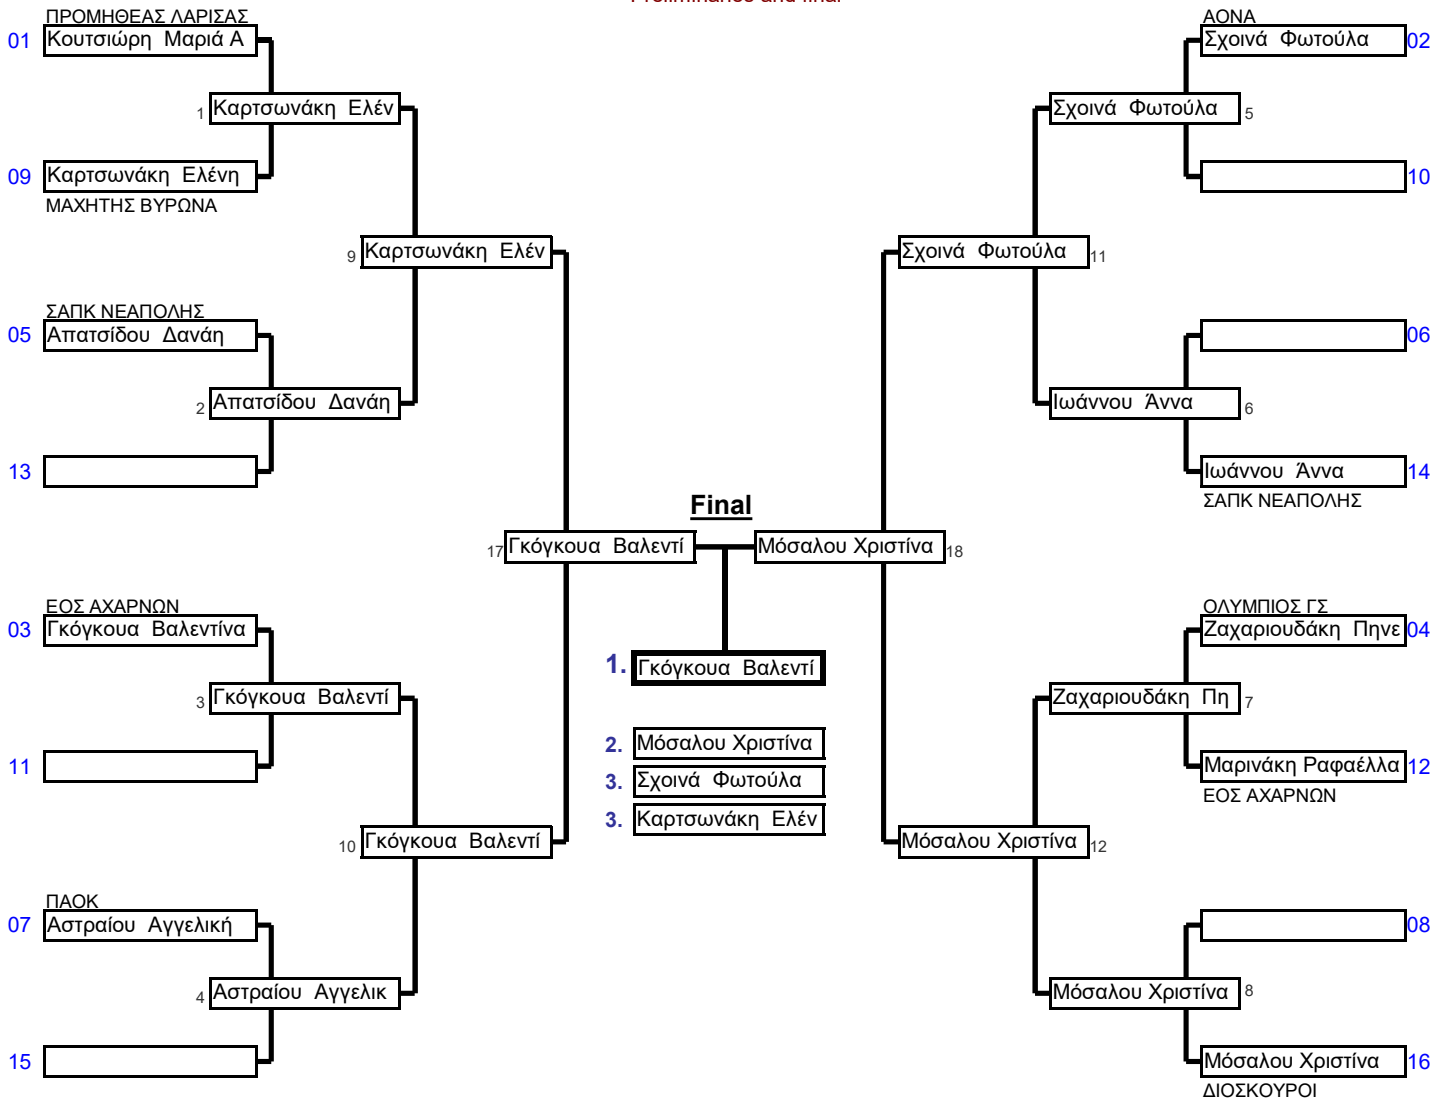 ΠΡΟΜΗΘΕΑΣ ΛΑΡΙΣΑΣ
01 Κουτσιώρη Μαριά Α
1 Καρτσωνάκη Ελέν
09 Καρτσωνάκη Ελένη
ΜΑΧΗΤΗΣ ΒΥΡΩΝΑ
9 Καρτσωνάκη Ελέν
ΣΑΠΚ ΝΕΑΠΟΛΗΣ
05 Απατσίδου Δανάη
2 Απατσίδου Δανάη
13
17 Γκόγκουα Βαλεντί
ΕΟΣ ΑΧΑΡΝΩΝ
03 Γκόγκουα Βαλεντίνα
3 Γκόγκουα Βαλεντί
11
10 Γκόγκουα Βαλεντί
ΠΑΟΚ
07 Αστραίου Αγγελική
4 Αστραίου Αγγελικ
15
Final
1. Γκόγκουα Βαλεντί
2. Μόσαλου Χριστίνα
3. Σχοινά Φωτούλα
3. Καρτσωνάκη Ελέν
ΑΟΝΑ
Σχοινά Φωτούλα 02
Σχοινά Φωτούλα 5
10
Σχοινά Φωτούλα 11
06
Ιωάννου Άννα 6
Ιωάννου Άννα 14
ΣΑΠΚ ΝΕΑΠΟΛΗΣ
Μόσαλου Χριστίνα 18
ΟΛΥΜΠΙΟΣ ΓΣ
Ζαχαριουδάκη Πηνε 04
Ζαχαριουδάκη Πη 7
Μαρινάκη Ραφαέλλα 12
ΕΟΣ ΑΧΑΡΝΩΝ
Μόσαλου Χριστίνα 12
08
Μόσαλου Χριστίνα 8
Μόσαλου Χριστίνα 16
ΔΙΟΣΚΟΥΡΟΙ